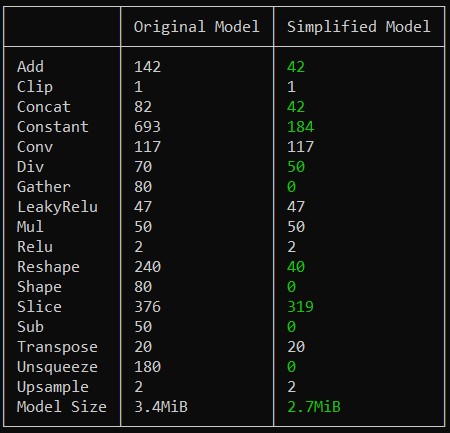 Original Model Simplified Model
Add 142 42
Clip 1 1
Concat 82 42
Constant 693 184
Conv 117 117
Div 70 50
Gather 80 0
LeakyRelu 47 47
Mul 50 50
Relu 2 2
Reshape 240 40
Shape 80 0
Slice 376 319
Sub 50 0
Transpose 20 20
Unsqueeze 180 0
Upsample 2 2
Model Size 3.4MiB 2.7MiB